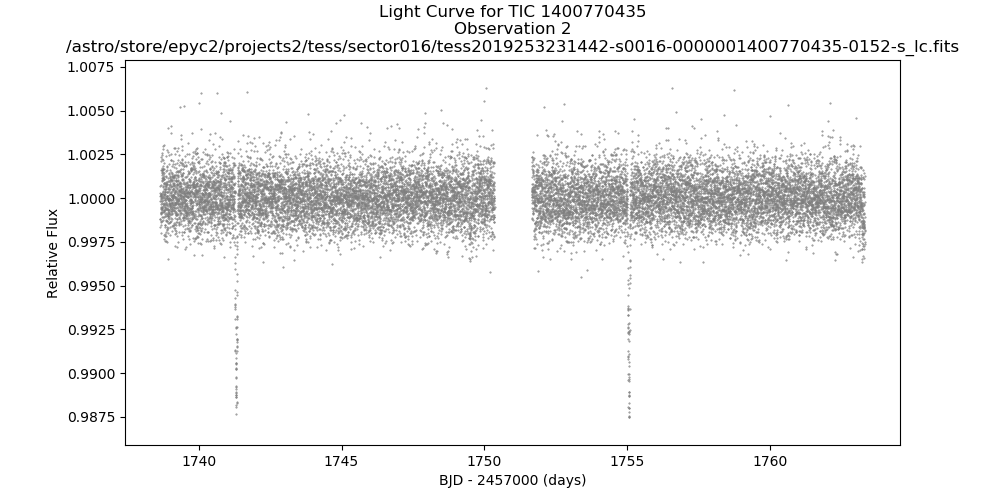 Light Curve for TIC 1400770435
Observation 2
/astro/store/epyc2/projects2/tess/sector016/tess2019253231442-s0016-0000001400770435-0152-s_lc.fits
1.0075
1.0050
1.0025
1.0000
0.9975
0.9950
0.9925
0.9900
0.9875
Relative Flux
1740
1745
1750
1755
1760
BJD - 2457000 (days)